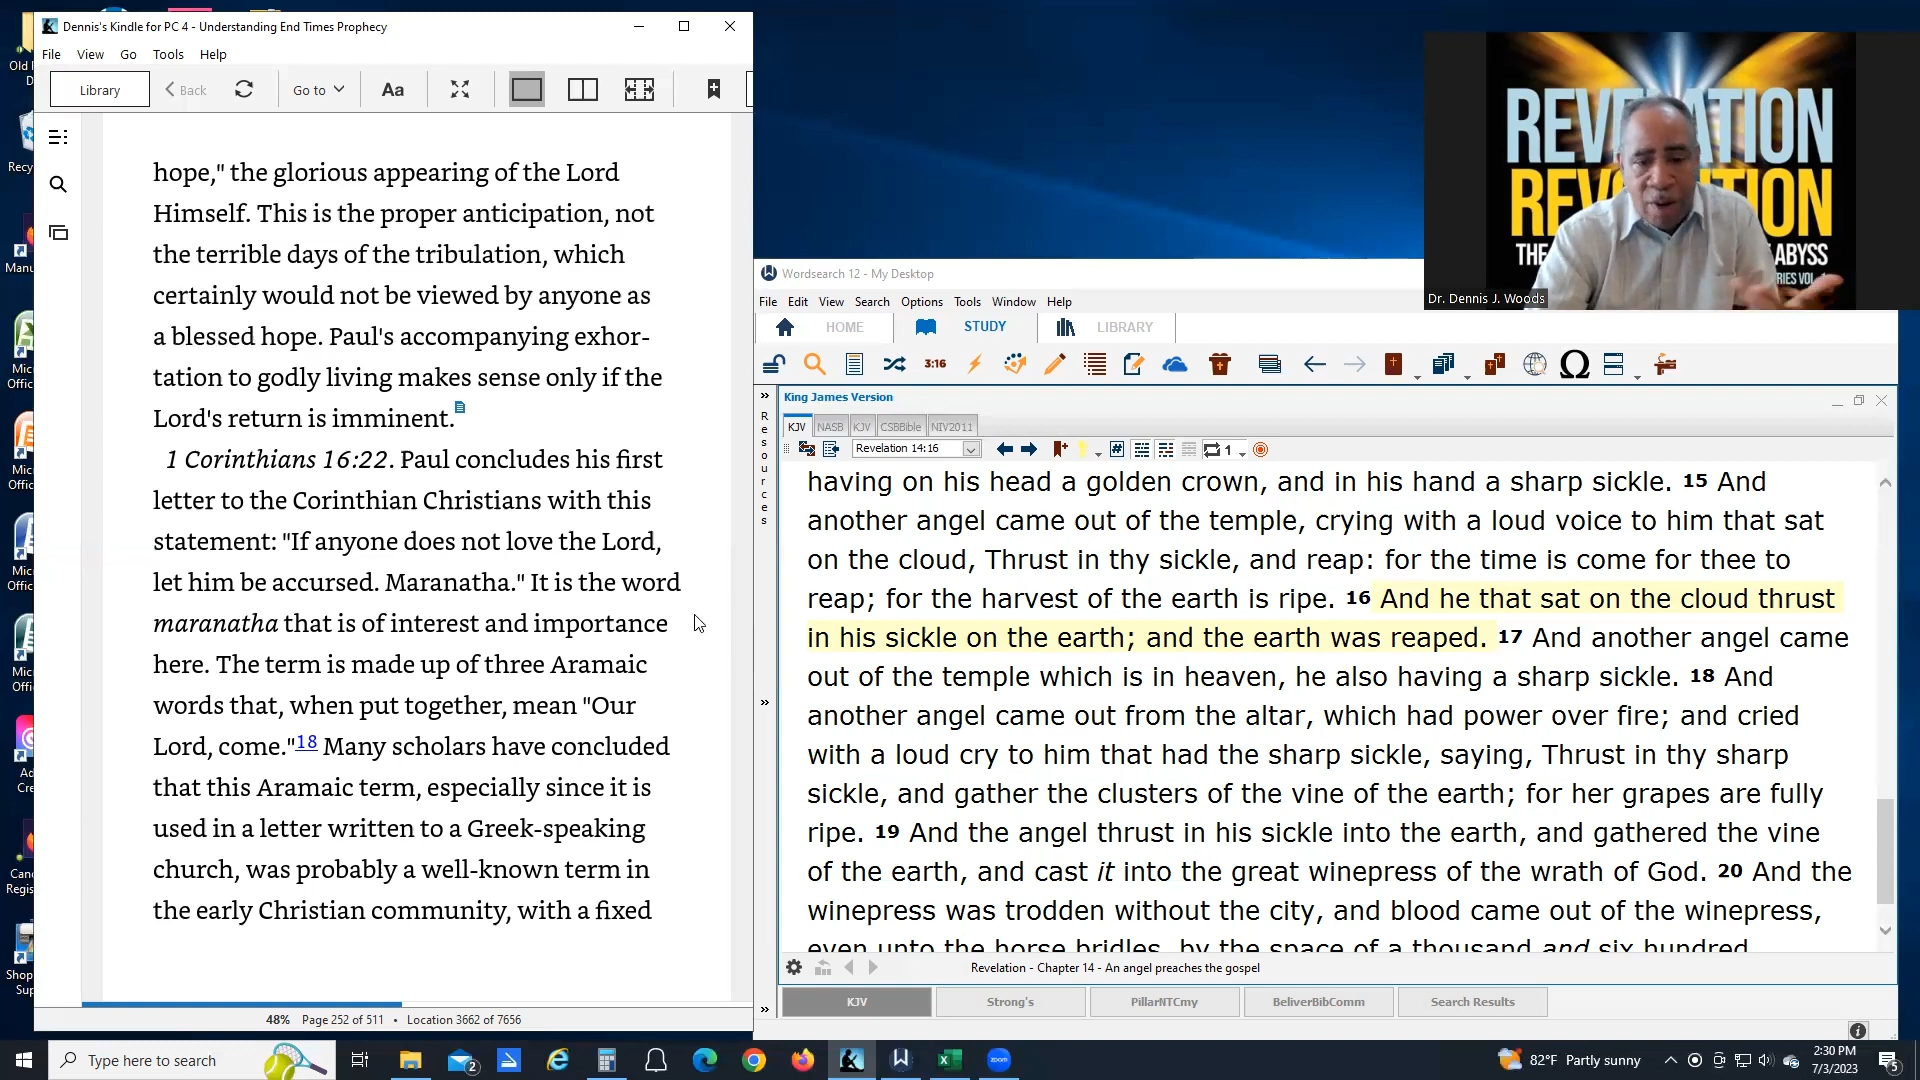 Dennis's Kindle for PC 4 - Understanding End Times Prophecy
File View Go Tools Help
Library Back Go to Aa
hope," the glorious appearing of the Lord
Himself. This is the proper anticipation, not
the terrible days of the tribulation, which
certainly would not be viewed by anyone as
a blessed hope. Paul's accompanying exhor-
tation to godly living makes sense only if the
Lord's return is imminent.
1 Corinthians 16:22. Paul concludes his first
letter to the Corinthian Christians with this
statement: "If anyone does not love the Lord,
let him be accursed. Maranatha." It is the word
maranatha that is of interest and importance
here. The term is made up of three Aramaic
words that, when put together, mean "Our
Lord, come."18 Many scholars have concluded
that this Aramaic term, especially since it is
used in a letter written to a Greek-speaking
church, was probably a well-known term in
the early Christian community, with a fixed
48% Page 252 of 511 • Location 3662 of 7656
REVELATION
THE ABYSS
Dr. Dennis J. Woods
Wordsearch 12 - My Desktop
File Edit View Search Options Tools Window Help
HOME STUDY LIBRARY
3:16
Resources
King James Version
KJV NASB KJV CSBBible NIV2011
Revelation 14:16
1
having on his head a golden crown, and in his hand a sharp sickle. 15 And
another angel came out of the temple, crying with a loud voice to him that sat
on the cloud, Thrust in thy sickle, and reap: for the time is come for thee to
reap; for the harvest of the earth is ripe. 16 And he that sat on the cloud thrust
in his sickle on the earth; and the earth was reaped. 17 And another angel came
out of the temple which is in heaven, he also having a sharp sickle. 18 And
another angel came out from the altar, which had power over fire; and cried
with a loud cry to him that had the sharp sickle, saying, Thrust in thy sharp
sickle, and gather the clusters of the vine of the earth; for her grapes are fully
ripe. 19 And the angel thrust in his sickle into the earth, and gathered the vine
of the earth, and cast it into the great winepress of the wrath of God. 20 And the
winepress was trodden without the city, and blood came out of the winepress,
even unto the horse bridles, by the space of a thousand and six hundred
Revelation - Chapter 14 - An angel preaches the gospel
KJV Strong's PillarNTCmy BeliverBibComm Search Results
Type here to search
2
zoom
82°F Partly sunny
2:30 PM
7/3/2023
5